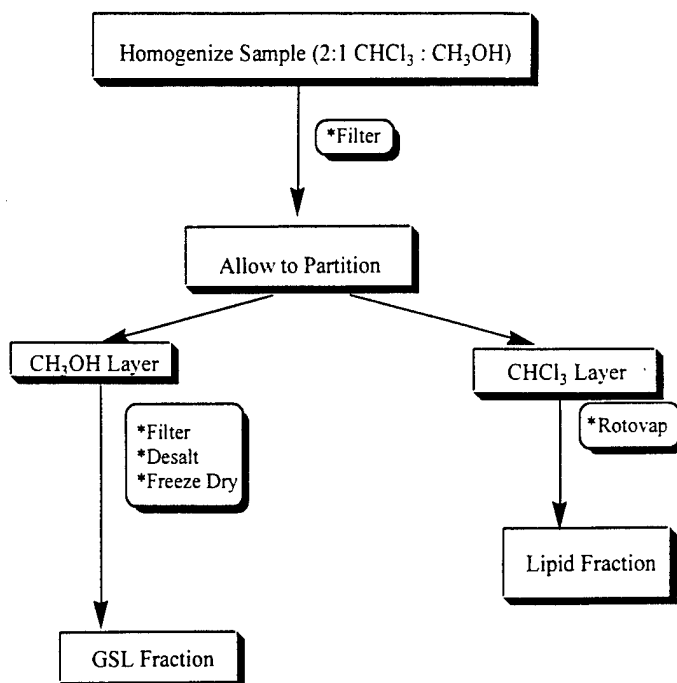 Homogenize Sample (2:1 CHCl₃ : CH₃OH)
*Filter
Allow to Partition
CH₃OH Layer
CHCl₃ Layer
*Filter
*Desalt
*Freeze Dry
*Rotovap
Lipid Fraction
GSL Fraction